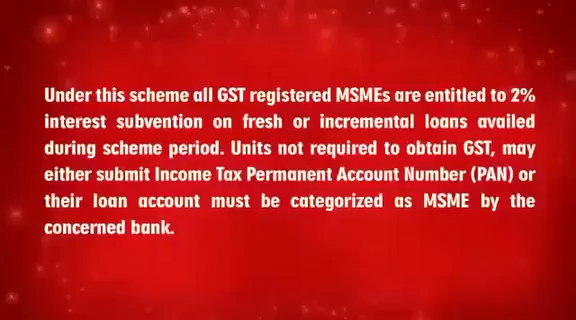 Under this scheme all GST registered MSMEs are entitled to 2%
interest subvention on fresh or incremental loans availed
during scheme period. Units not required to obtain GST, may
either submit Income Tax Permanent Account Number (PAN) or
their loan account must be categorized as MSME by the
concerned bank.